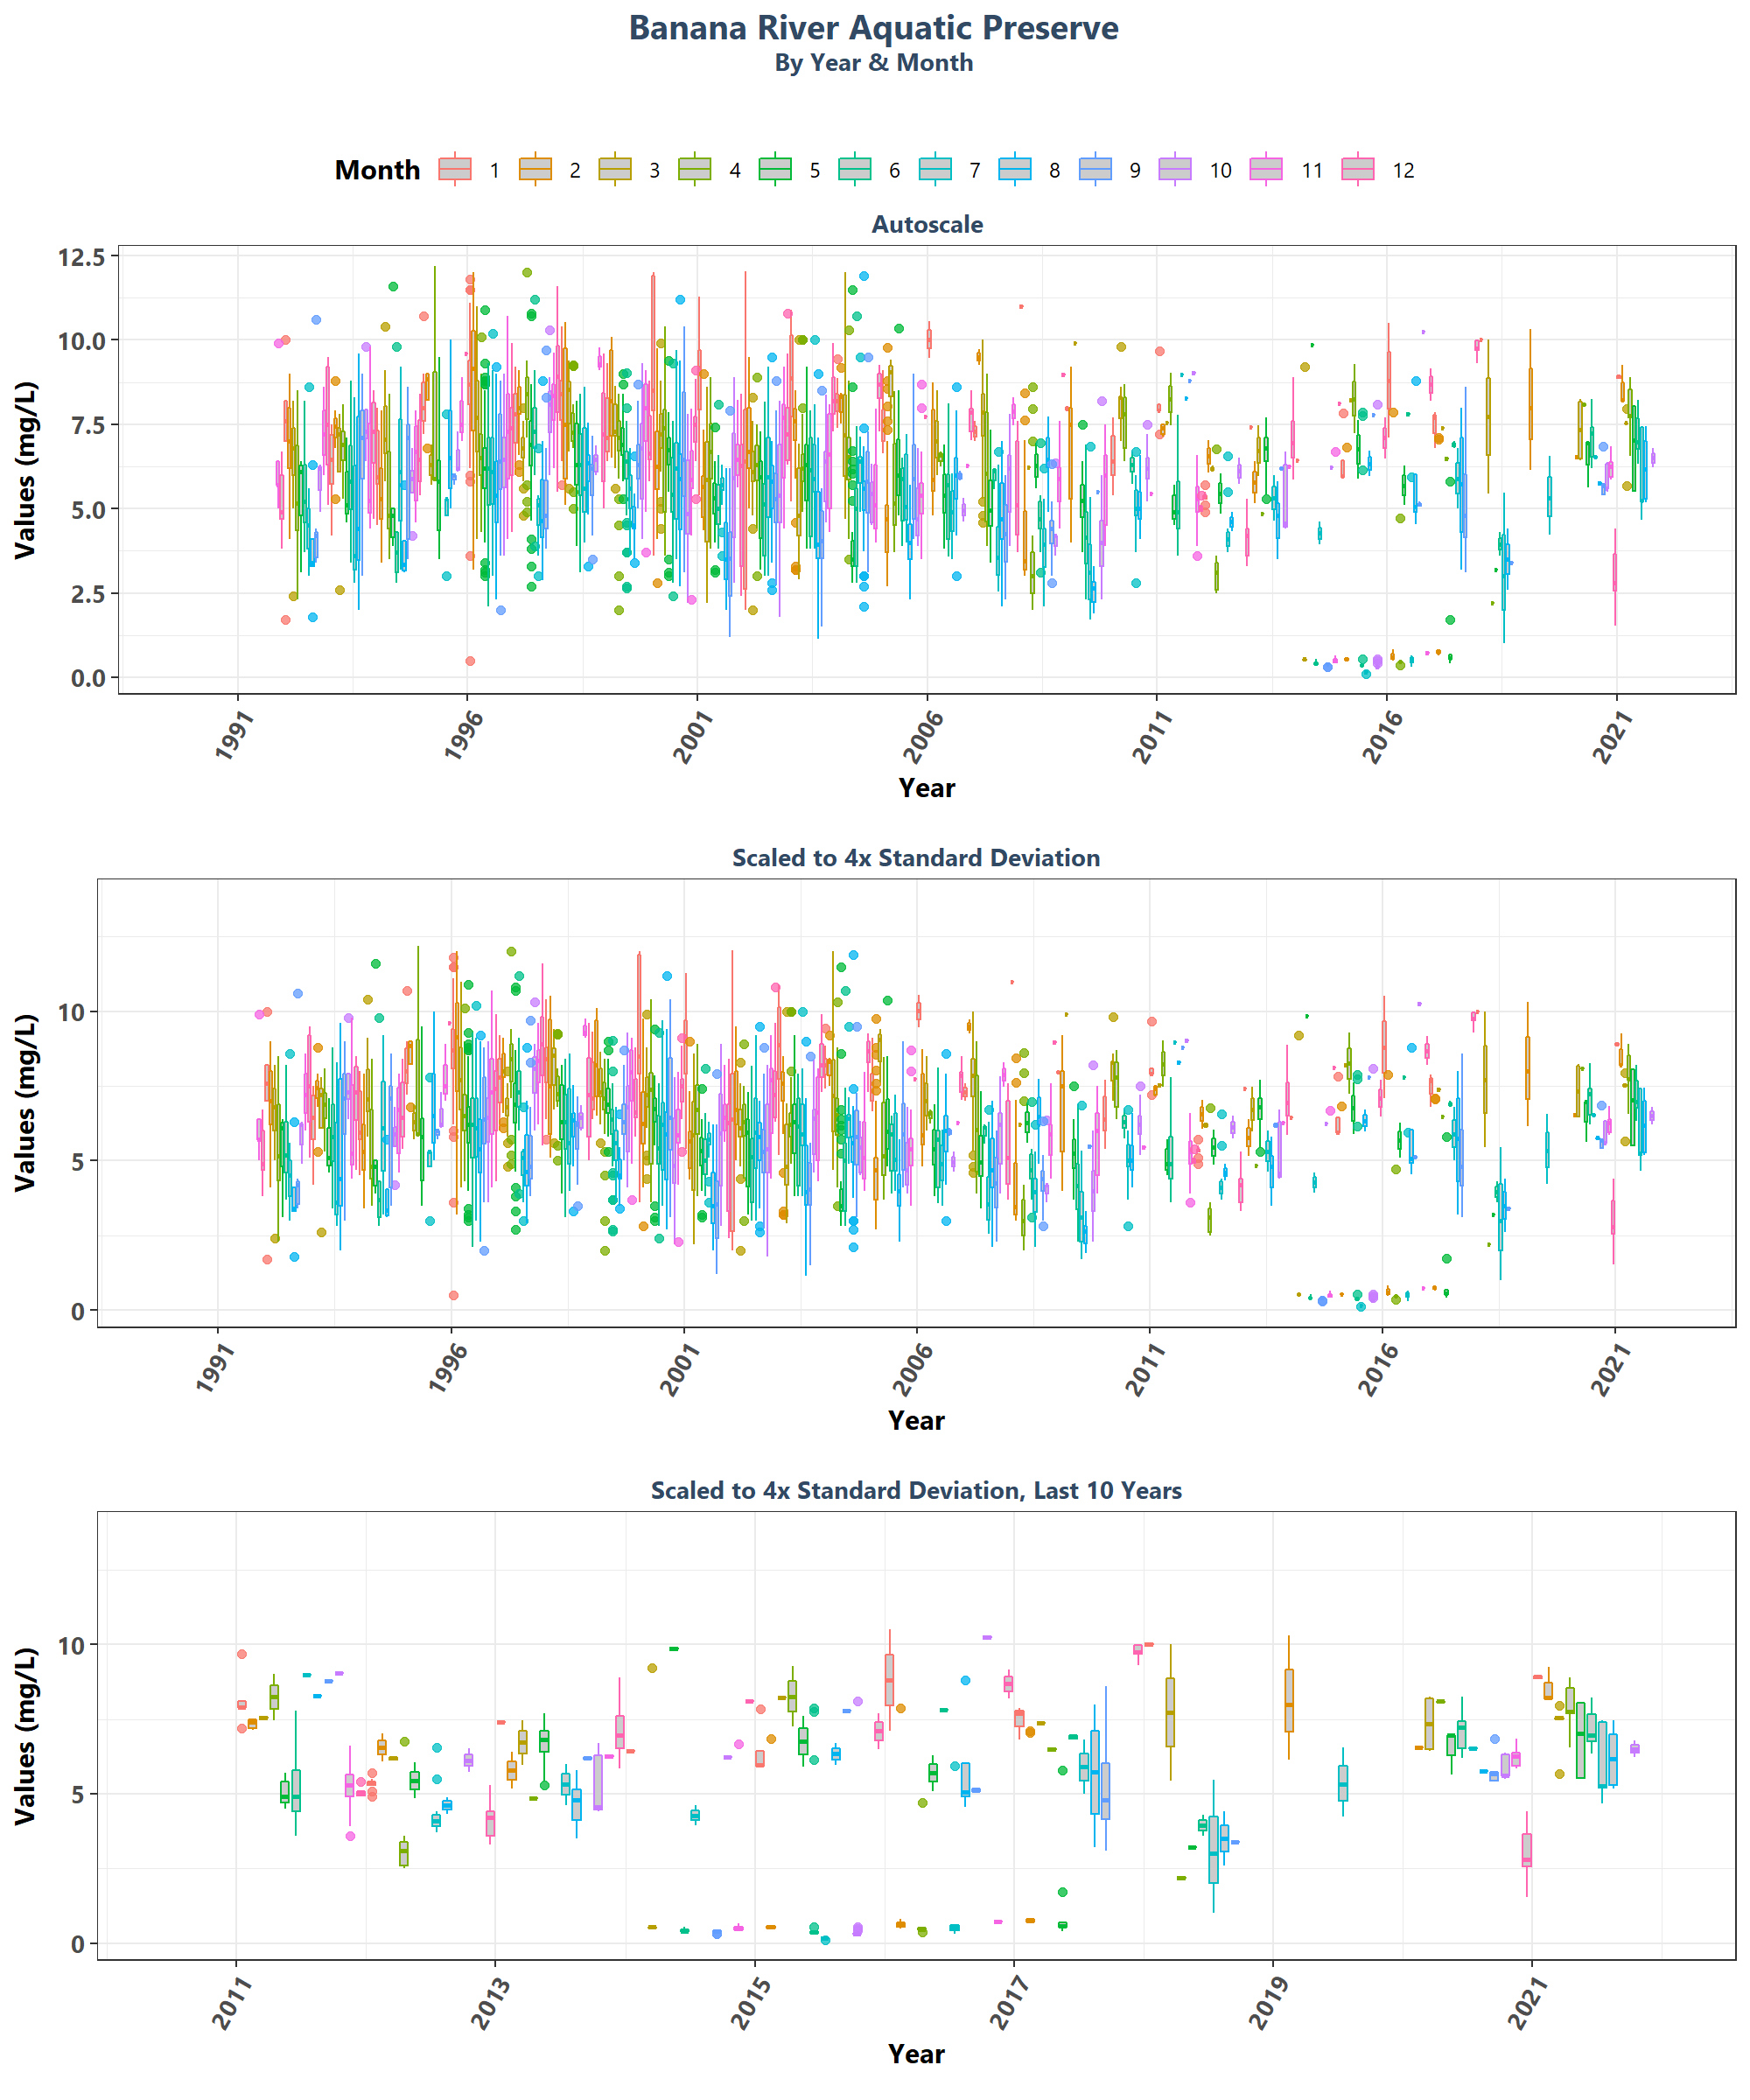 Banana River Aquatic Preserve
By Year & Month
Month 1 2 3 4 5 6 7 8 9 10 11 12
Autoscale
Values (mg/L)
12.5
10.0
7.5
5.0
2.5
0.0
1991 1996 2001 2006 2011 2016 2021
Year
Scaled to 4x Standard Deviation
Values (mg/L)
10
5
0
1991 1996 2001 2006 2011 2016 2021
Year
Scaled to 4x Standard Deviation, Last 10 Years
Values (mg/L)
10
5
0
2011 2013 2015 2017 2019 2021
Year